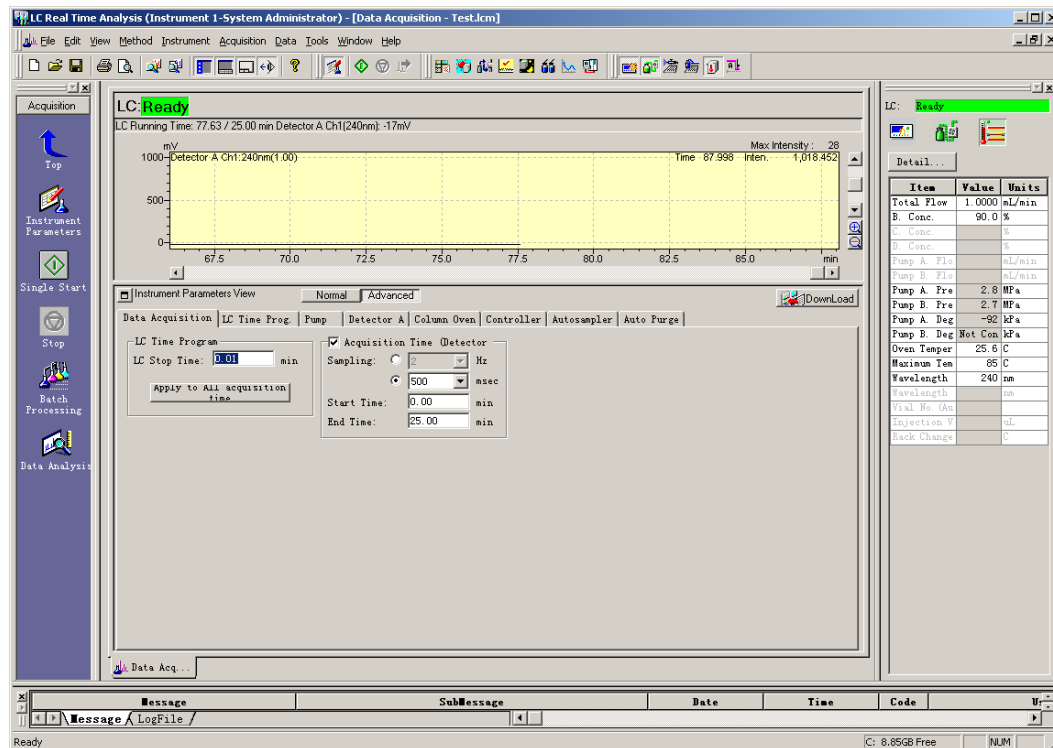 LC Real Time Analysis (Instrument 1-System Administrator) - [Data Acquisition - Test.lcm]
File Edit View Method Instrument Acquisition Data Tools Window Help
Acquisition
Top
Instrument
Parameters
Single Start
Stop
Batch
Processing
Data Analysis
LC: Ready
LC Running Time: 77.63 / 25.00 min Detector A Ch1(240nm): -17mV
mV
Max Intensity : 28
1000
Detector A Ch1:240nm(1.00)
Time 87.998 Inten. 1,018.452
500
0
67.5 70.0 72.5 75.0 77.5 80.0 82.5 85.0 min
Instrument Parameters View Normal Advanced DownLoad
Data Acquisition LC Time Prog. Pump Detector A Column Oven Controller Autosampler Auto Purge
LC Time Program
LC Stop Time: 0.01 min
Apply to All acquisition
time
Acquisition Time (Detector
Sampling: 2 Hz
500 msec
Start Time: 0.00 min
End Time: 25.00 min
Data Acq...
LC: Ready
Detail...
Item Value Units
Total Flow 1.0000 mL/min
B. Conc. 90.0 %
C. Conc. %
D. Conc. %
Pump A. Flo mL/min
Pump B. Flo mL/min
Pump A. Pre 2.8 MPa
Pump B. Pre 2.7 MPa
Pump A. Deg -92 kPa
Pump B. Deg Not Con kPa
Oven Temper 25.6 C
Maximum Tem 85 C
Wavelength 240 nm
Wavelength nm
Vial No. (Au
Injection V uL
Rack Change C
Message SubMessage Date Time Code
Message LogFile
Ready C: 8.85GB Free NUM